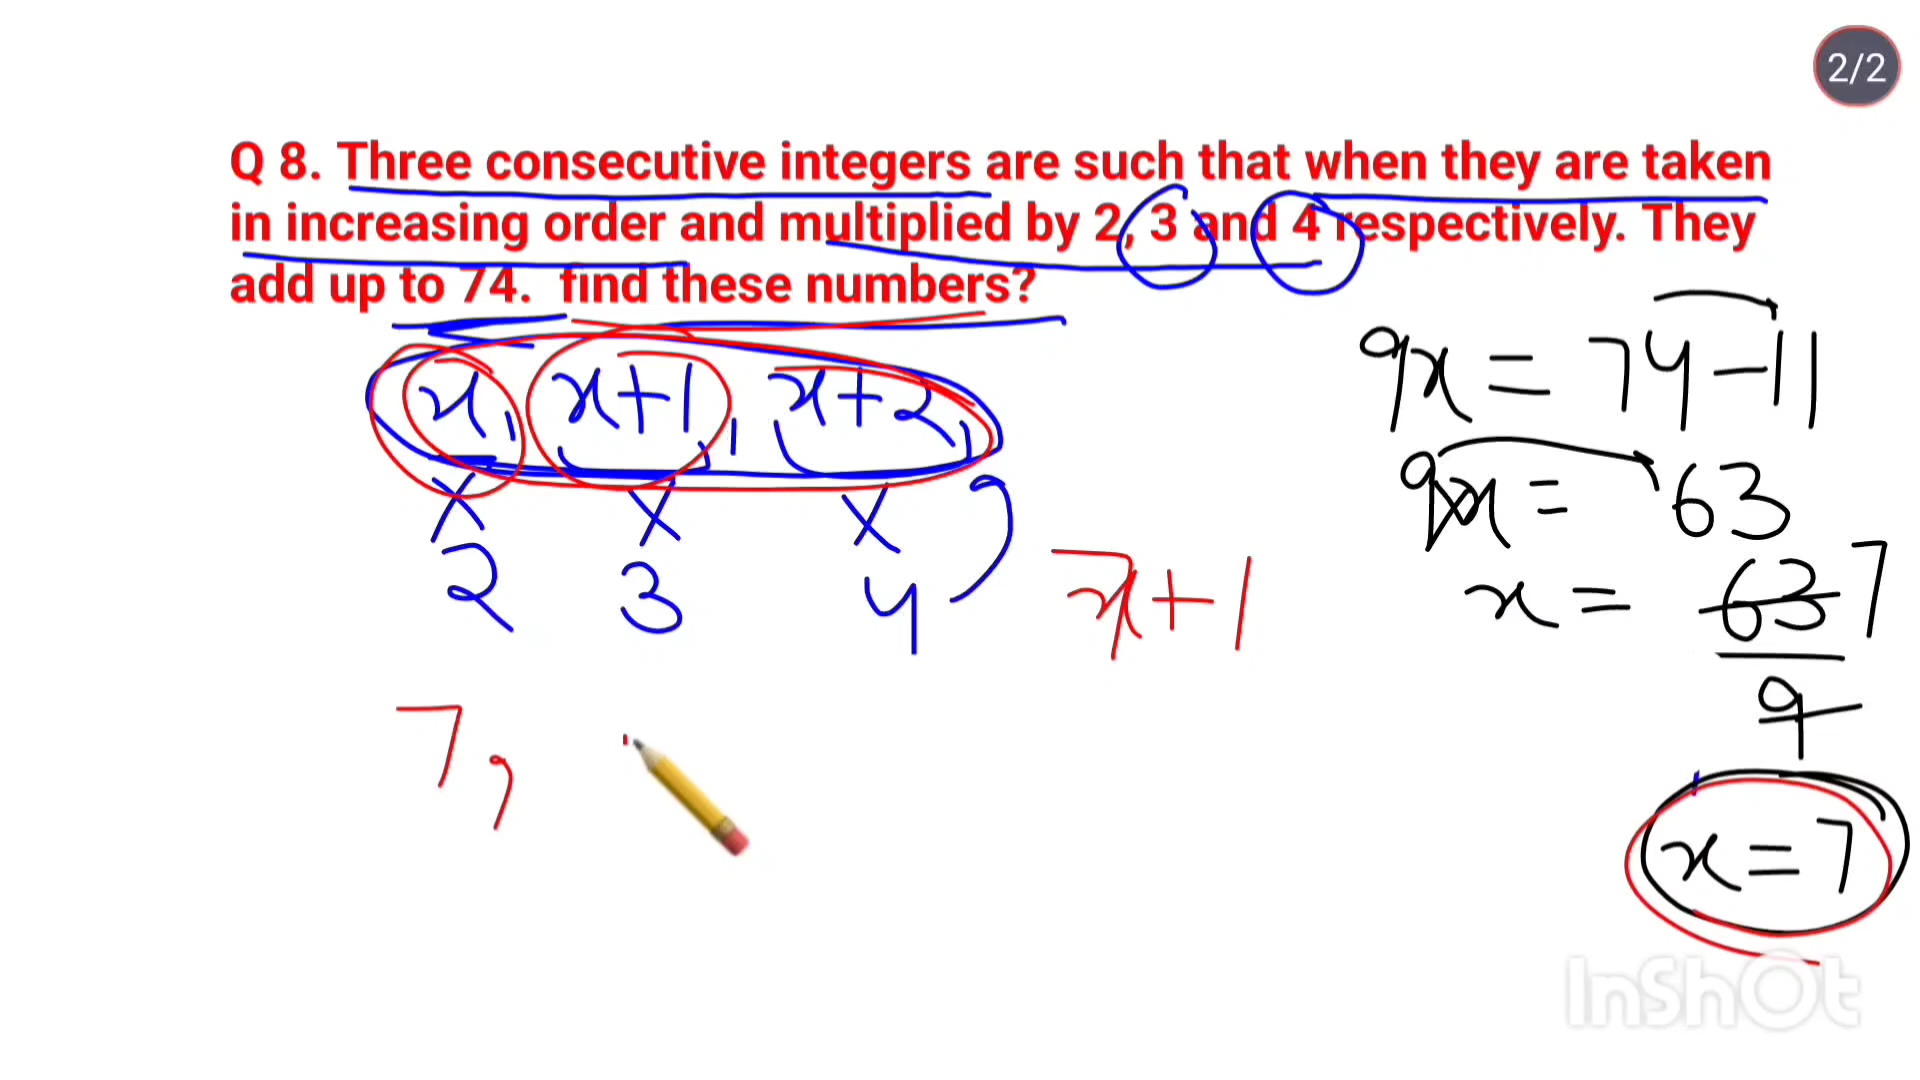 2/2
Q 8. Three consecutive integers are such that when they are taken
in increasing order and multiplied by 2, 3 and 4 respectively. They
add up to 74. find these numbers?
x, x+1, x+2,
× × ×
2 3 4
x+1
7,
9x = 74-11
9x = 63
x = 63 7
9
x = 7
InShOt